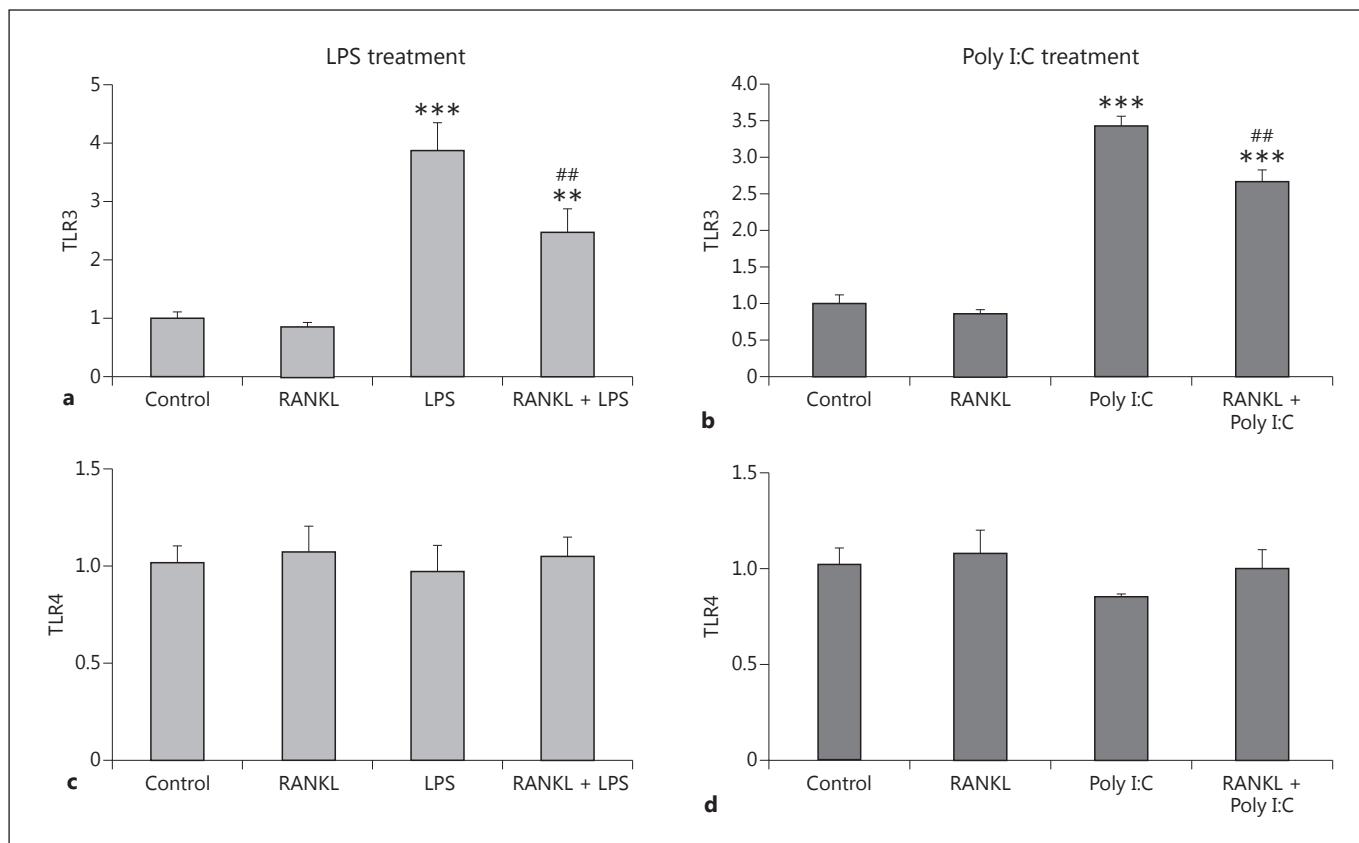 LPS treatment
5
4
3
2
1
0
TLR3
***
##
**
Control RANKL LPS RANKL + LPS
a
Poly I:C treatment
4.0
3.5
3.0
2.5
2.0
1.5
1.0
0.5
0
TLR3
***
##
***
Control RANKL Poly I:C RANKL +
Poly I:C
b
1.5
1.0
0.5
0
TLR4
Control RANKL LPS RANKL + LPS
c
1.5
1.0
0.5
0
TLR4
Control RANKL Poly I:C RANKL +
Poly I:C
d